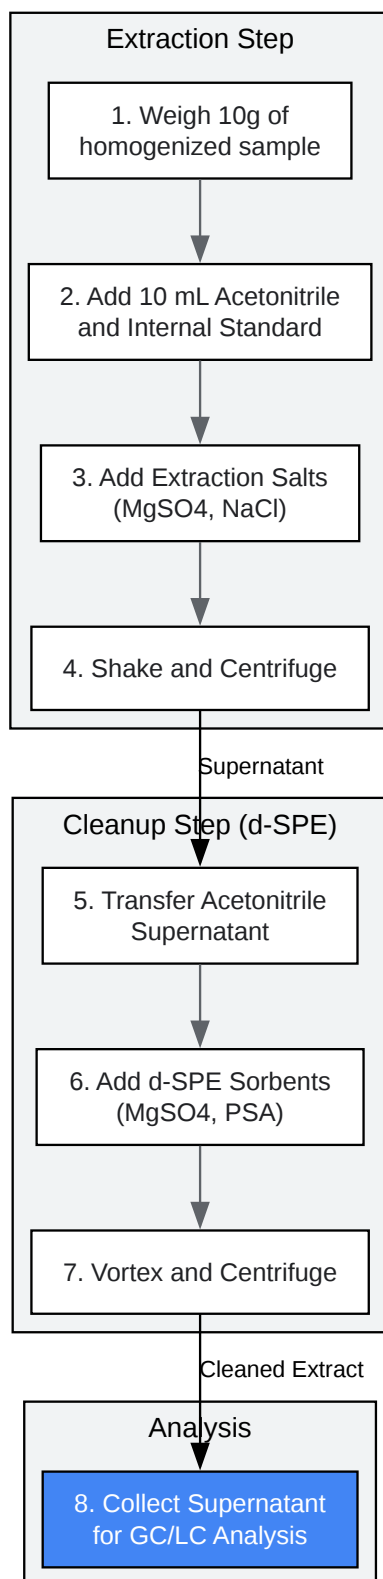 Extraction Step
1. Weigh 10g of
homogenized sample
2. Add 10 mL Acetonitrile
and Internal Standard
3. Add Extraction Salts
(MgSO4, NaCl)
4. Shake and Centrifuge
Supernatant
Cleanup Step (d-SPE)
5. Transfer Acetonitrile
Supernatant
6. Add d-SPE Sorbents
(MgSO4, PSA)
7. Vortex and Centrifuge
Cleaned Extract
Analysis
8. Collect Supernatant
for GC/LC Analysis